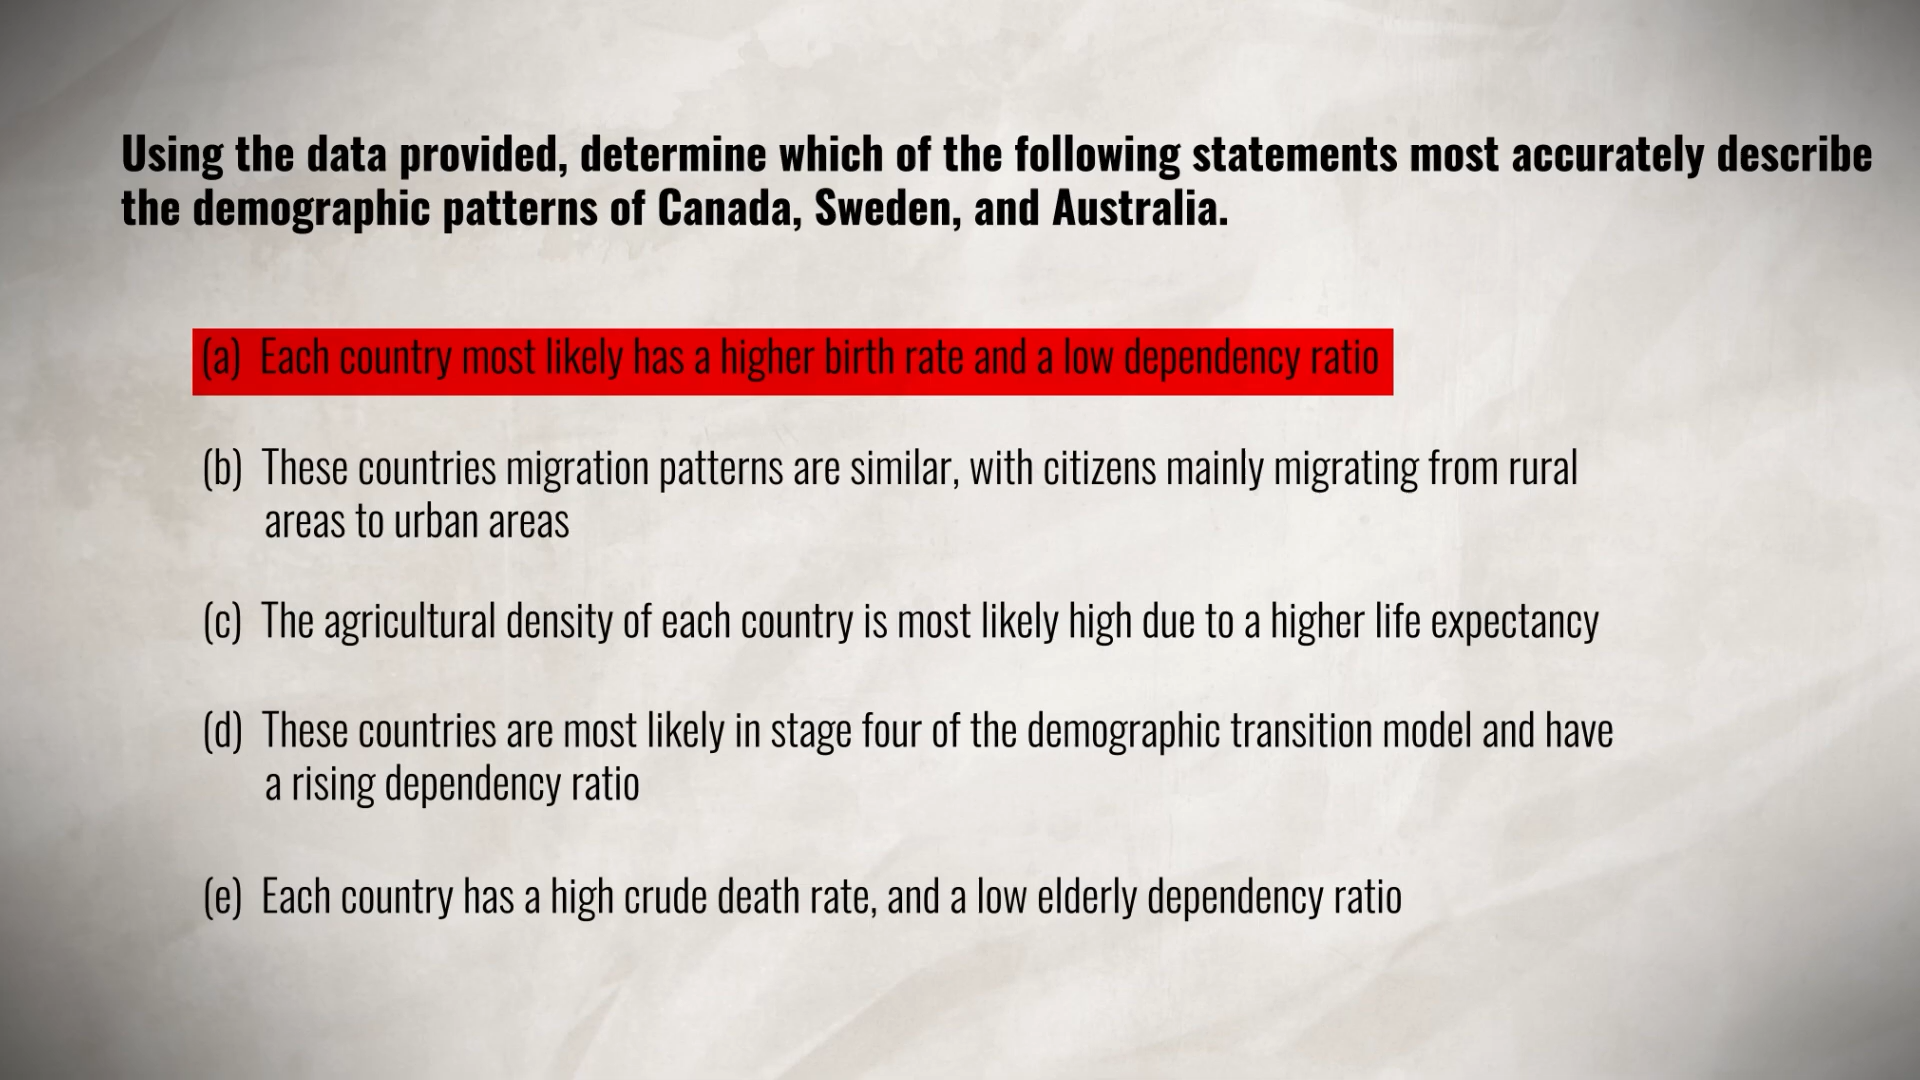 Using the data provided, determine which of the following statements most accurately describe
the demographic patterns of Canada, Sweden, and Australia.
(a) Each country most likely has a higher birth rate and a low dependency ratio
(b) These countries migration patterns are similar, with citizens mainly migrating from rural
areas to urban areas
(c) The agricultural density of each country is most likely high due to a higher life expectancy
(d) These countries are most likely in stage four of the demographic transition model and have
a rising dependency ratio
(e) Each country has a high crude death rate, and a low elderly dependency ratio